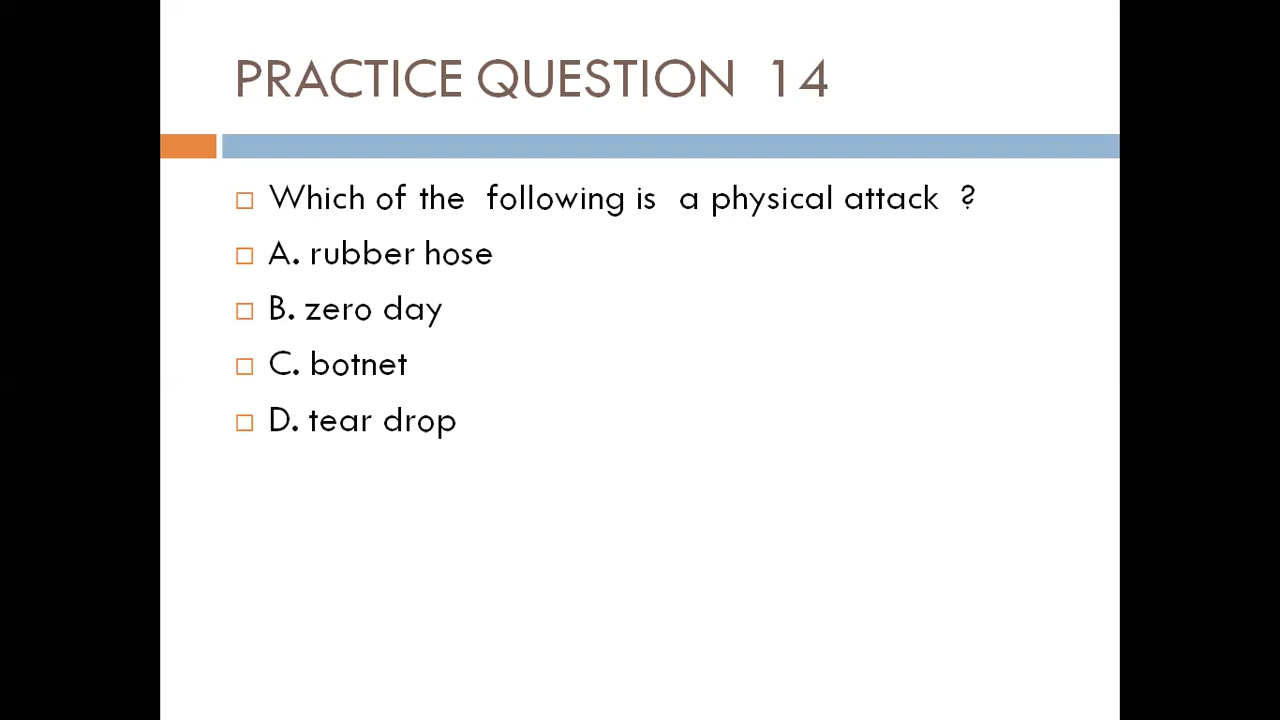 PRACTICE QUESTION 14
Which of the following is a physical attack ?
A. rubber hose
B. zero day
C. botnet
D. tear drop